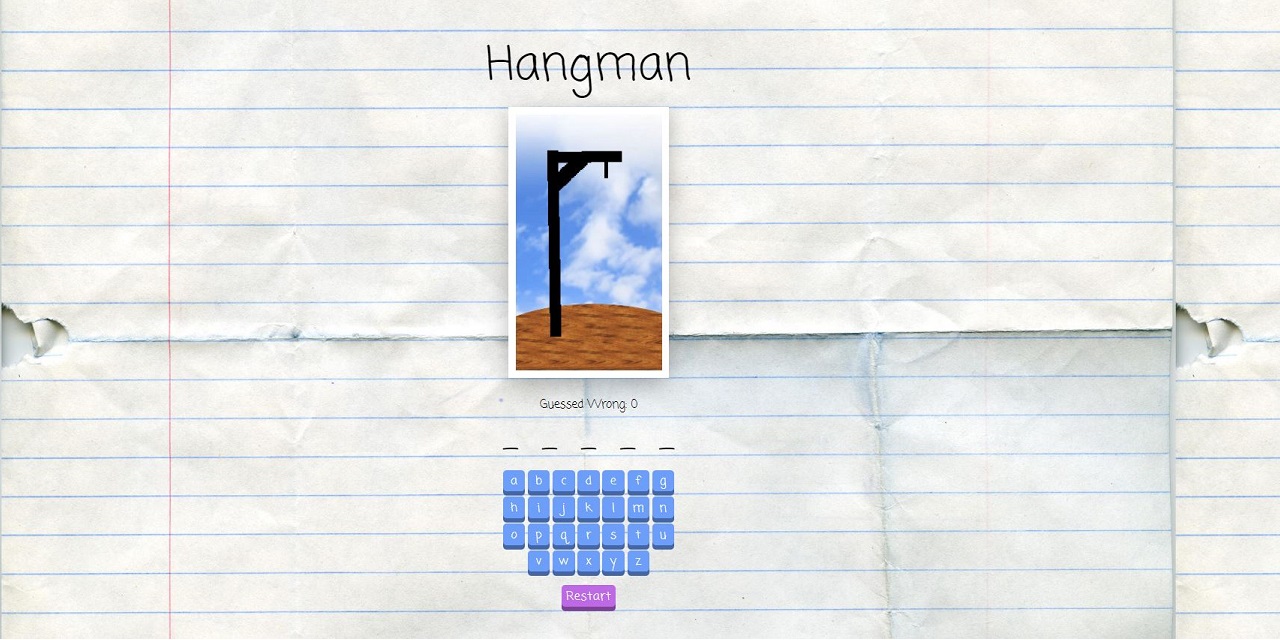 Hangman
Guessed Wrong: 0
_ _ _ _ _
a b c d e f g
h i j k l m n
o p q r s t u
v w x y z
Restart